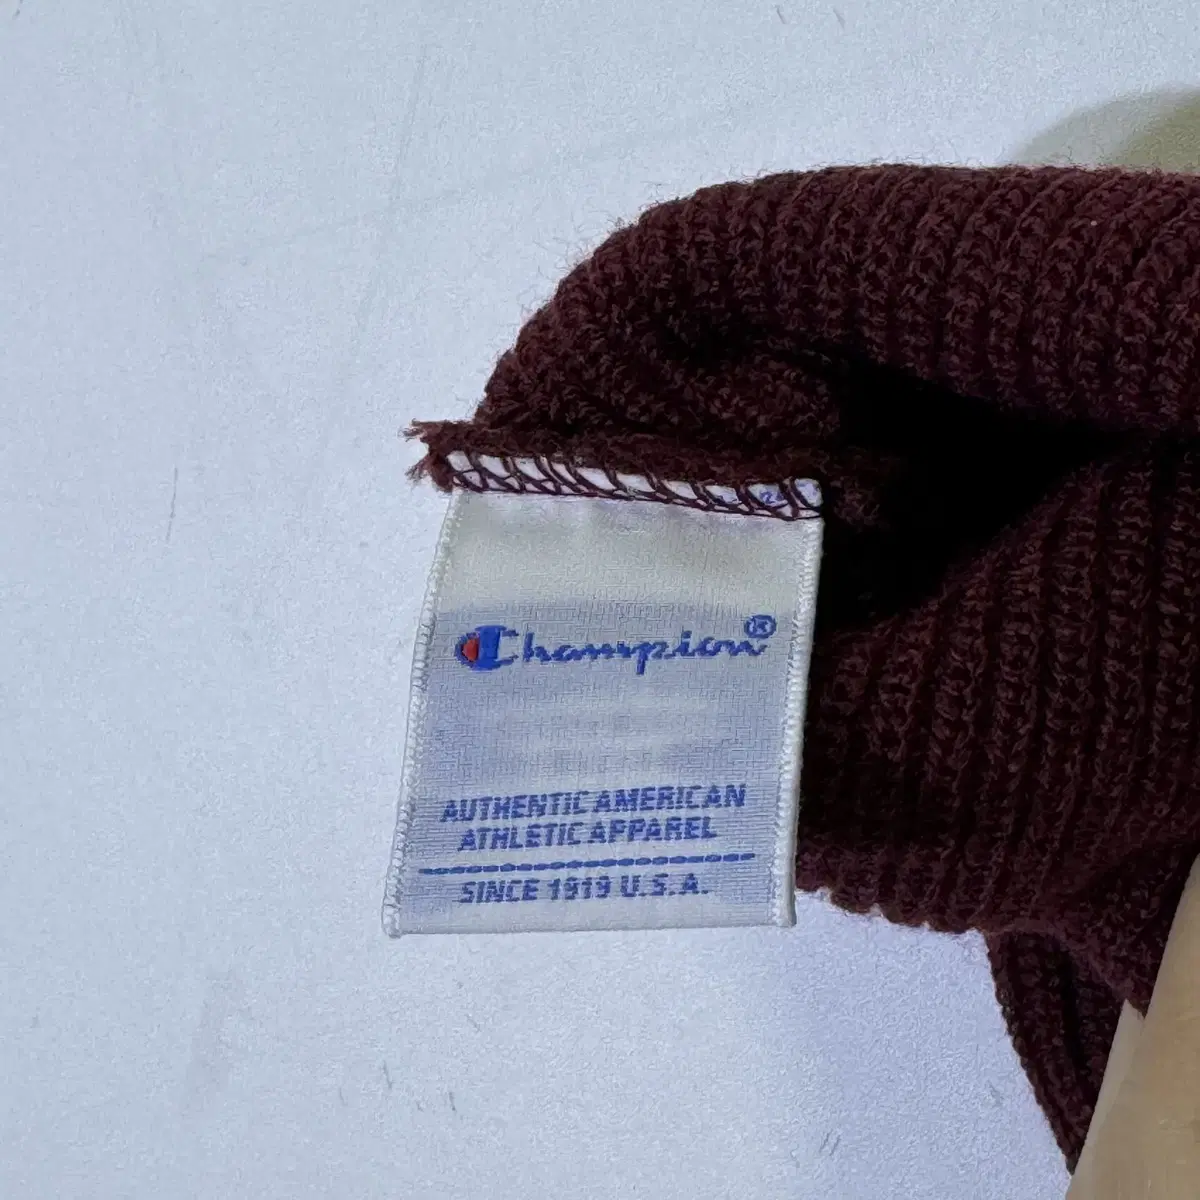 Champion®
AUTHENTIC AMERICAN
ATHLETIC APPAREL
SINCE 1919 U.S.A.